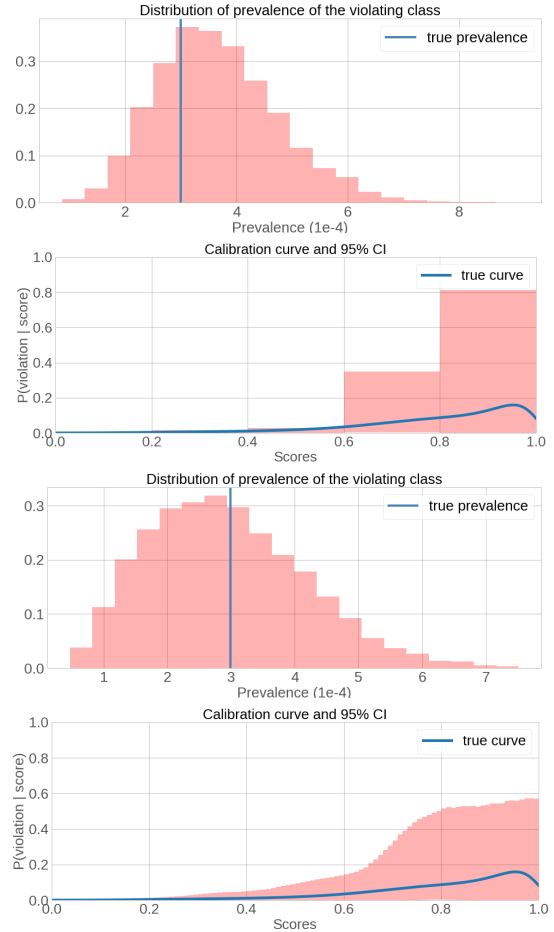 Distribution of prevalence of the violating class
true prevalence
0.3
0.2
0.1
0.0
2 4 6 8
Prevalence (1e-4)
Calibration curve and 95% CI
true curve
P(violation | score)
1.0
0.8
0.6
0.4
0.2
0.0
0.0 0.2 0.4 0.6 0.8 1.0
Scores
Distribution of prevalence of the violating class
true prevalence
0.3
0.2
0.1
0.0
1 2 3 4 5 6 7
Prevalence (1e-4)
Calibration curve and 95% CI
true curve
P(violation | score)
1.0
0.8
0.6
0.4
0.2
0.0
0.0 0.2 0.4 0.6 0.8 1.0
Scores